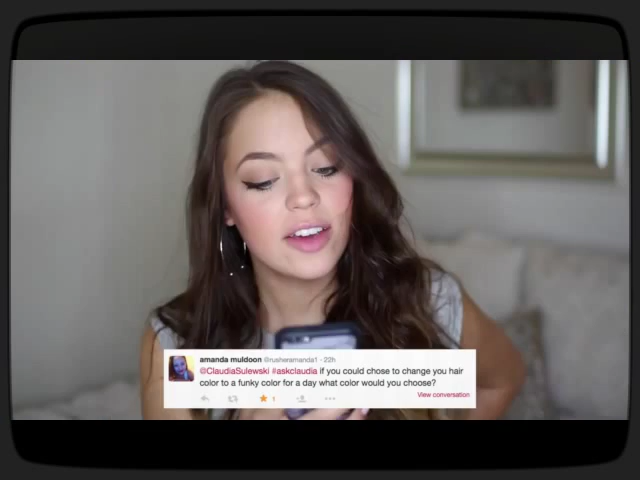 amanda muldoon @rusheramanda1 · 22h
@ClaudiaSulewski #askclaudia if you could chose to change you hair
color to a funky color for a day what color would you choose?
1
View conversation